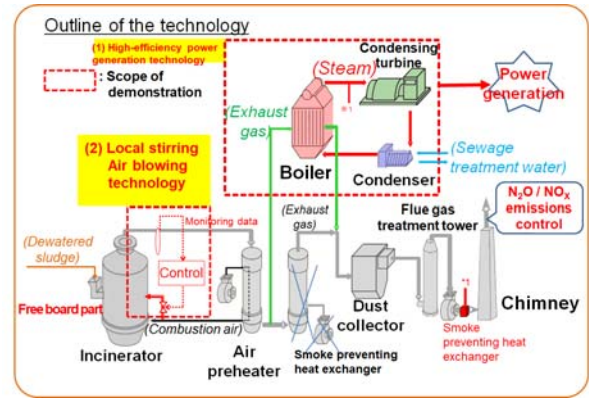 Outline of the technology
(1) High-efficiency power
generation technology
: Scope of
demonstration
(2) Local stirring
Air blowing
technology
(Steam)
※1
Condensing
turbine
Power
generation
(Exhaust
gas)
Boiler
Condenser
(Sewage
treatment water)
N₂O / NOₓ
emissions
control
Monitoring data
Control
(Dewatered
sludge)
Free board part
(Combustion air)
Incinerator
Air
preheater
(Exhaust
gas)
Smoke preventing
heat exchanger
Dust
collector
Flue gas
treatment tower
*1
Smoke
preventing heat
exchanger
Chimney